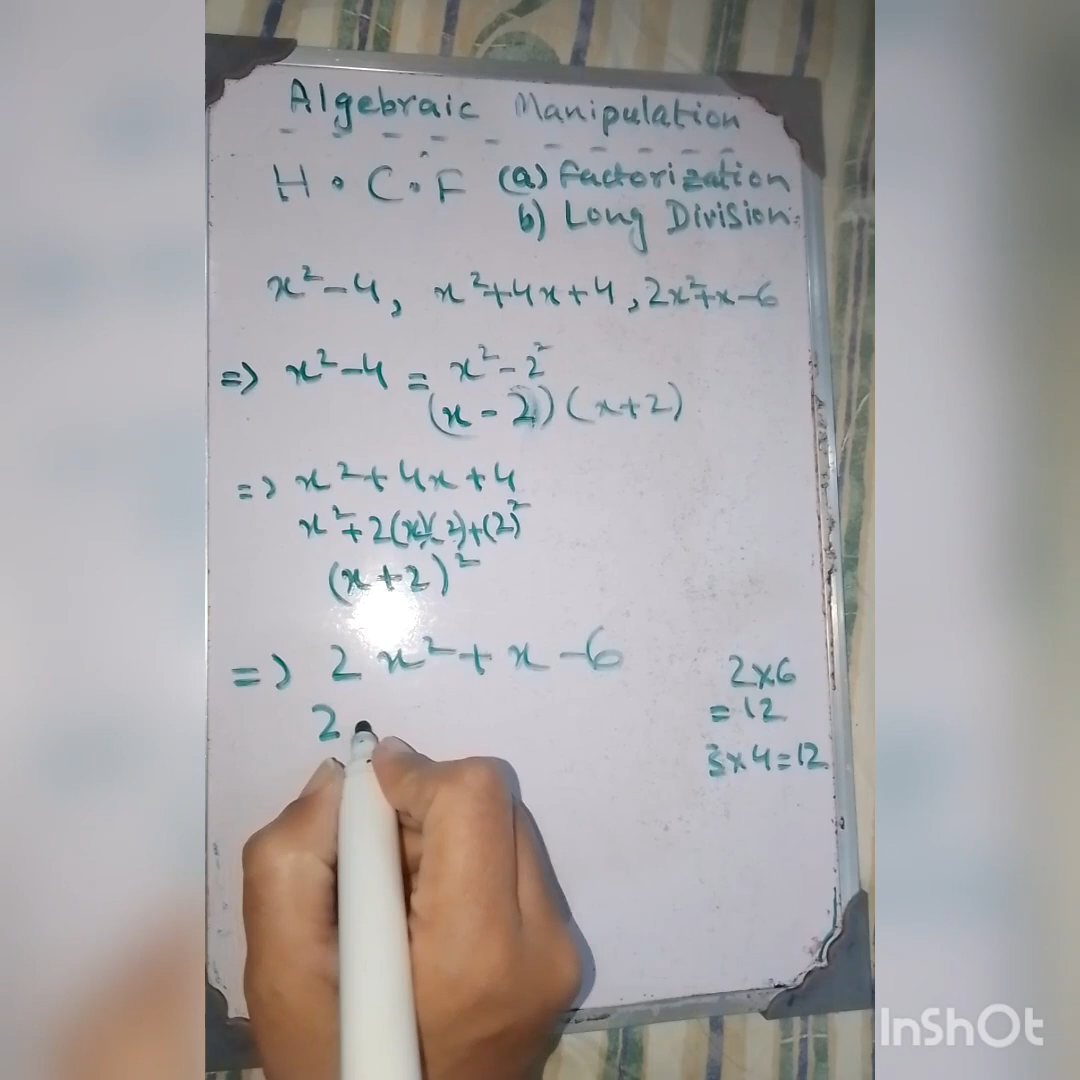 Algebraic Manipulation
H.C.F (a) Factorization
b) Long Division.
x²-4, x²+4x+4, 2x²+x-6
=> x²-4 = x²-2²
(x-2)(x+2)
=> x²+4x+4
x²+2(x)(2)+(2)²
(x+2)²
=> 2x²+x-6
2
2x6
=12
3x4=12
InShOt